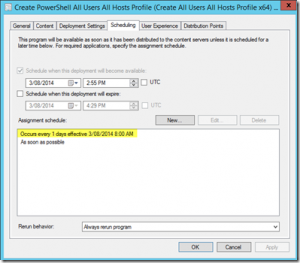 Create PowerShell All Users All Hosts Profile (Create All Users All Hosts Profile x64) ...
General Content Deployment Settings Scheduling User Experience Distribution Points
This program will be available as soon as it has been distributed to the content servers unless it is scheduled for a
later time below. For required applications, specify the assignment schedule.
Schedule when this deployment will become available:
3/08/2014 2:55 PM UTC
Schedule when this deployment will expire:
3/08/2014 4:29 PM UTC
Assignment schedule: New... Edit... Delete
Occurs every 1 days effective 3/08/2014 8:00 AM
As soon as possible
Rerun behavior: Always rerun program
OK Cancel Apply